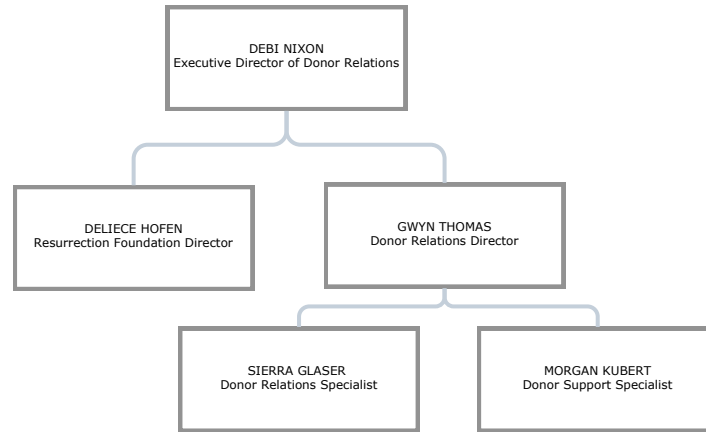 DEBI NIXON
Executive Director of Donor Relations
DELIECE HOFEN
Resurrection Foundation Director
GWYN THOMAS
Donor Relations Director
SIERRA GLASER
Donor Relations Specialist
MORGAN KUBERT
Donor Support Specialist